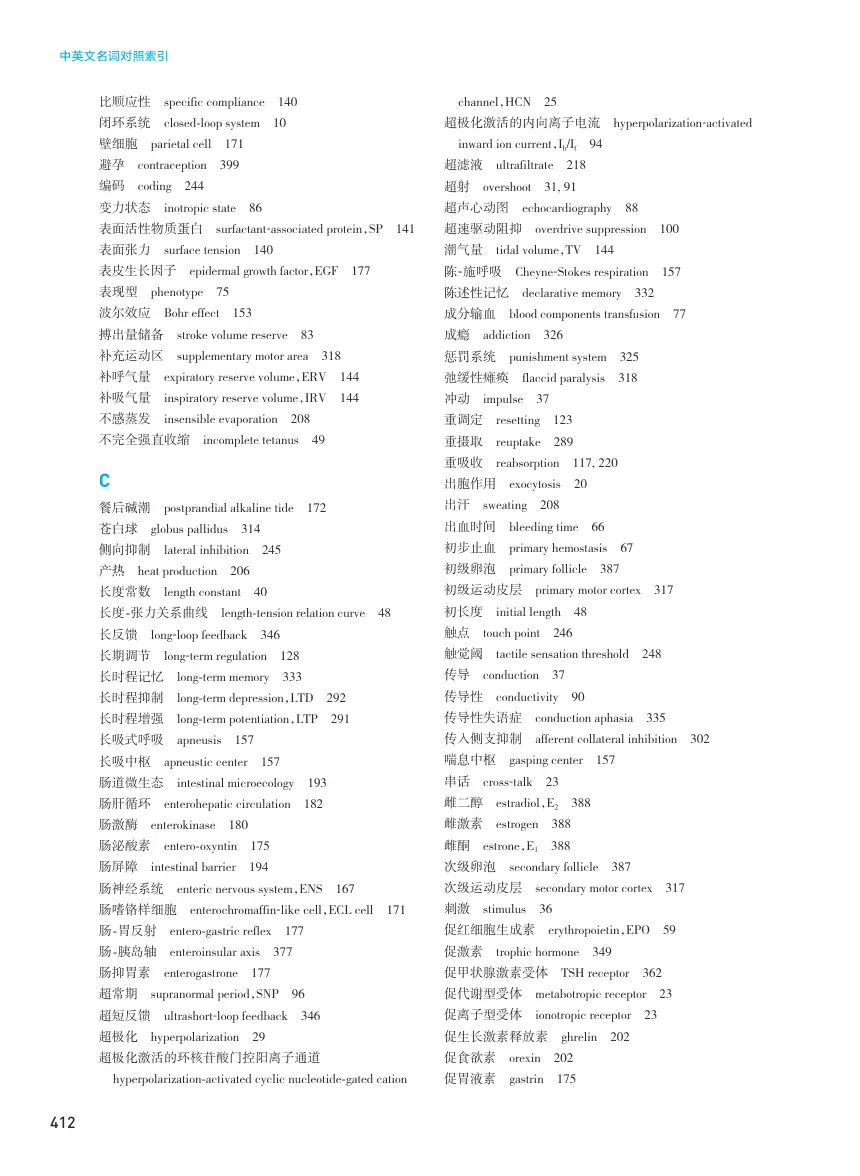 中英文名词对照索引
比顺应性 specific compliance 140
闭环系统 closed-loop system 10
壁细胞 parietal cell 171
避孕 contraception 399
编码 coding 244
变力状态 inotropic state 86
表面活性物质蛋白 surfactant-associated protein,SP 141
表面张力 surface tension 140
表皮生长因子 epidermal growth factor,EGF 177
表现型 phenotype 75
波尔效应 Bohr effect 153
搏出量储备 stroke volume reserve 83
补充运动区 supplementary motor area 318
补呼气量 expiratory reserve volume,ERV 144
补吸气量 inspiratory reserve volume,IRV 144
不感蒸发 insensible evaporation 208
不完全强直收缩 incomplete tetanus 49
C
餐后碱潮 postprandial alkaline tide 172
苍白球 globus pallidus 314
侧向抑制 lateral inhibition 245
产热 heat production 206
长度常数 length constant 40
长度-张力关系曲线 length-tension relation curve 48
长反馈 long-loop feedback 346
长期调节 long-term regulation 128
长时程记忆 long-term memory 333
长时程抑制 long-term depression,LTD 292
长时程增强 long-term potentiation,LTP 291
长吸式呼吸 apneusis 157
长吸中枢 apneustic center 157
肠道微生态 intestinal microecology 193
肠肝循环 enterohepatic circulation 182
肠激酶 enterokinase 180
肠泌酸素 entero-oxyntin 175
肠屏障 intestinal barrier 194
肠神经系统 enteric nervous system,ENS 167
肠嗜铬样细胞 enterochromaffin-like cell,ECL cell 171
肠-胃反射 entero-gastric reflex 177
肠-胰岛轴 enteroinsular axis 377
肠抑胃素 enterogastrone 177
超常期 supranormal period,SNP 96
超短反馈 ultrashort-loop feedback 346
超极化 hyperpolarization 29
超极化激活的环核苷酸门控阳离子通道
hyperpolarization-activated cyclic nucleotide-gated cation
channel,HCN 25
超极化激活的内向离子电流 hyperpolarization-activated
inward ion current,Ih/If 94
超滤液 ultrafiltrate 218
超射 overshoot 31, 91
超声心动图 echocardiography 88
超速驱动阻抑 overdrive suppression 100
潮气量 tidal volume,TV 144
陈-施呼吸 Cheyne-Stokes respiration 157
陈述性记忆 declarative memory 332
成分输血 blood components transfusion 77
成瘾 addiction 326
惩罚系统 punishment system 325
弛缓性瘫痪 flaccid paralysis 318
冲动 impulse 37
重调定 resetting 123
重摄取 reuptake 289
重吸收 reabsorption 117, 220
出胞作用 exocytosis 20
出汗 sweating 208
出血时间 bleeding time 66
初步止血 primary hemostasis 67
初级卵泡 primary follicle 387
初级运动皮层 primary motor cortex 317
初长度 initial length 48
触点 touch point 246
触觉阈 tactile sensation threshold 248
传导 conduction 37
传导性 conductivity 90
传导性失语症 conduction aphasia 335
传入侧支抑制 afferent collateral inhibition 302
喘息中枢 gasping center 157
串话 cross-talk 23
雌二醇 estradiol,E2 388
雌激素 estrogen 388
雌酮 estrone,E1 388
次级卵泡 secondary follicle 387
次级运动皮层 secondary motor cortex 317
刺激 stimulus 36
促红细胞生成素 erythropoietin,EPO 59
促激素 trophic hormone 349
促甲状腺激素受体 TSH receptor 362
促代谢型受体 metabotropic receptor 23
促离子型受体 ionotropic receptor 23
促生长激素释放素 ghrelin 202
促食欲素 orexin 202
促胃液素 gastrin 175
412